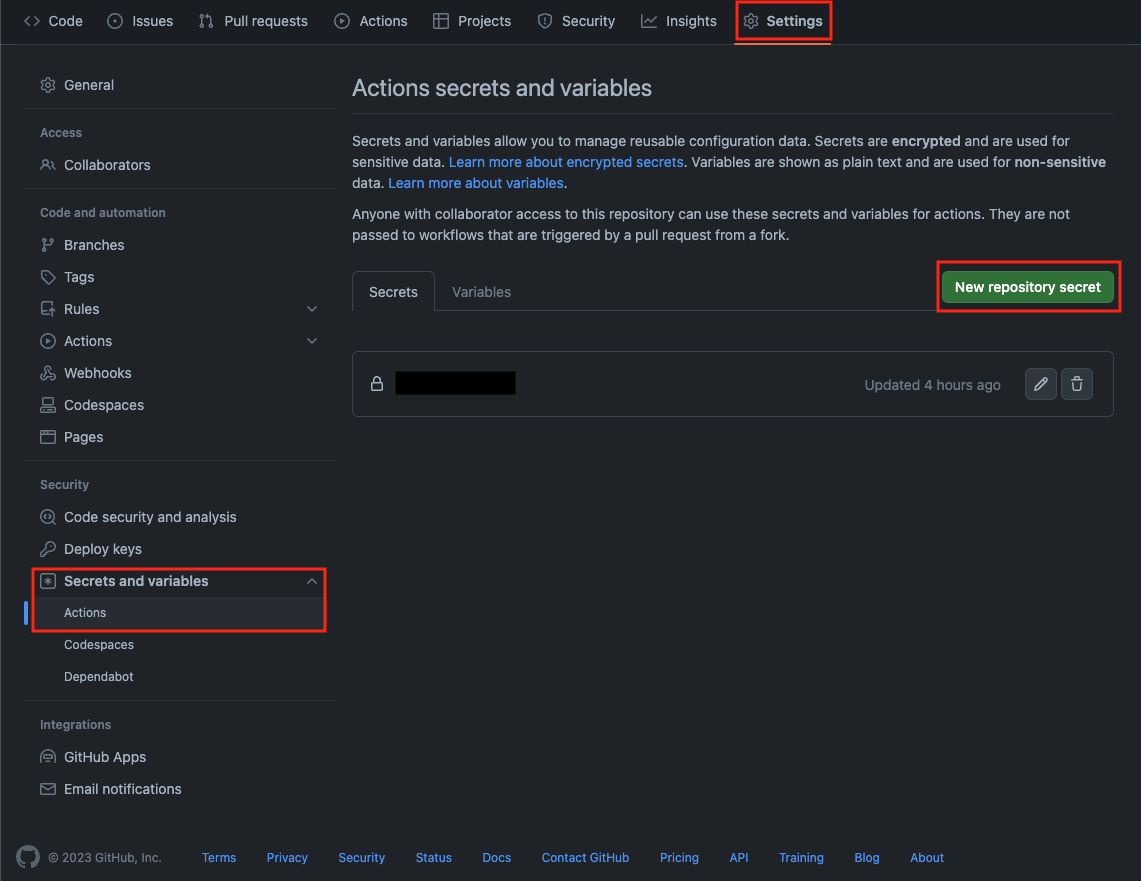 Code Issues Pull requests Actions Projects Security Insights Settings
General
Access
Collaborators
Code and automation
Branches
Tags
Rules
Actions
Webhooks
Codespaces
Pages
Security
Code security and analysis
Deploy keys
Secrets and variables
Actions
Codespaces
Dependabot
Integrations
GitHub Apps
Email notifications
Actions secrets and variables
Secrets and variables allow you to manage reusable configuration data. Secrets are encrypted and are used for
sensitive data. Learn more about encrypted secrets. Variables are shown as plain text and are used for non-sensitive
data. Learn more about variables.
Anyone with collaborator access to this repository can use these secrets and variables for actions. They are not
passed to workflows that are triggered by a pull request from a fork.
Secrets Variables New repository secret
Updated 4 hours ago
© 2023 GitHub, Inc. Terms Privacy Security Status Docs Contact GitHub Pricing API Training Blog About